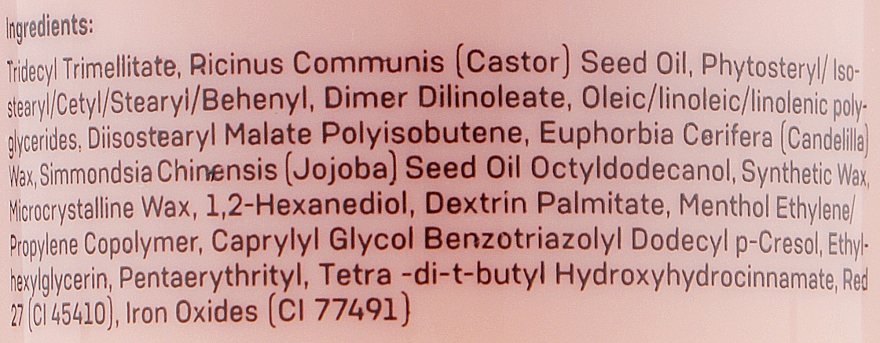 Ingredients:
Tridecyl Trimellitate, Ricinus Communis (Castor) Seed Oil, Phytosteryl/ Iso-
stearyl/Cetyl/Stearyl/Behenyl, Dimer Dilinoleate, Oleic/linoleic/linolenic poly-
glycerides, Diisostearyl Malate Polyisobutene, Euphorbia Cerifera (Candelilla)
Wax, Simmondsia Chinensis (Jojoba) Seed Oil Octyldodecanol, Synthetic Wax,
Microcrystalline Wax, 1,2-Hexanediol, Dextrin Palmitate, Menthol Ethylene/
Propylene Copolymer, Caprylyl Glycol Benzotriazolyl Dodecyl p-Cresol, Ethyl-
hexylglycerin, Pentaerythrityl, Tetra -di-t-butyl Hydroxyhydrocinnamate, Red
27 (CI 45410), Iron Oxides (CI 77491)